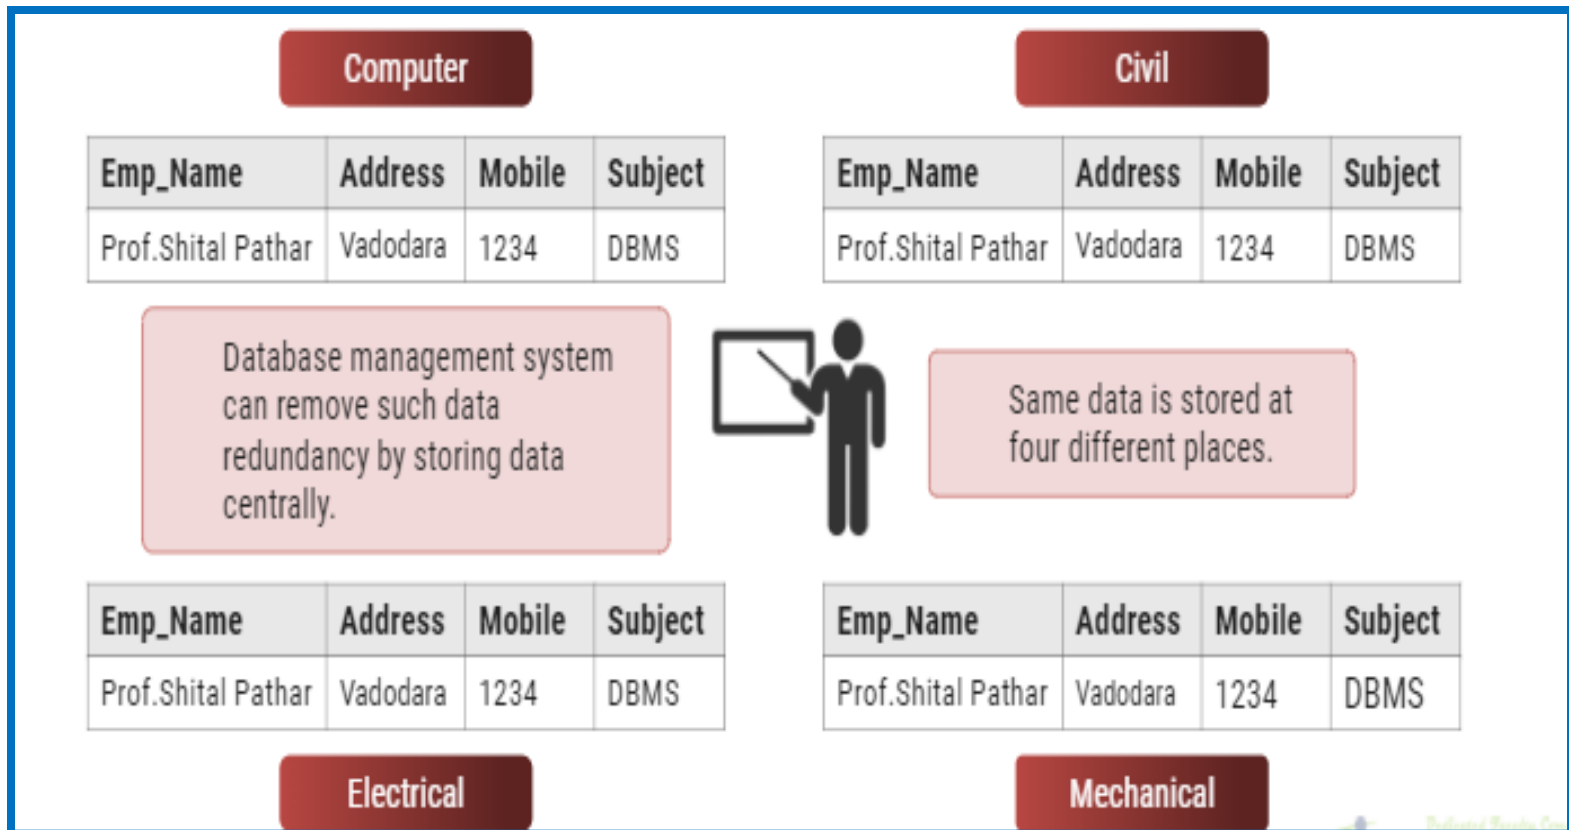 Computer
Civil
Emp_Name Address Mobile Subject
Prof.Shital Pathar Vadodara 1234 DBMS
Emp_Name Address Mobile Subject
Prof.Shital Pathar Vadodara 1234 DBMS
Database management system
can remove such data
redundancy by storing data
centrally.
Same data is stored at
four different places.
Emp_Name Address Mobile Subject
Prof.Shital Pathar Vadodara 1234 DBMS
Emp_Name Address Mobile Subject
Prof.Shital Pathar Vadodara 1234 DBMS
Electrical
Mechanical